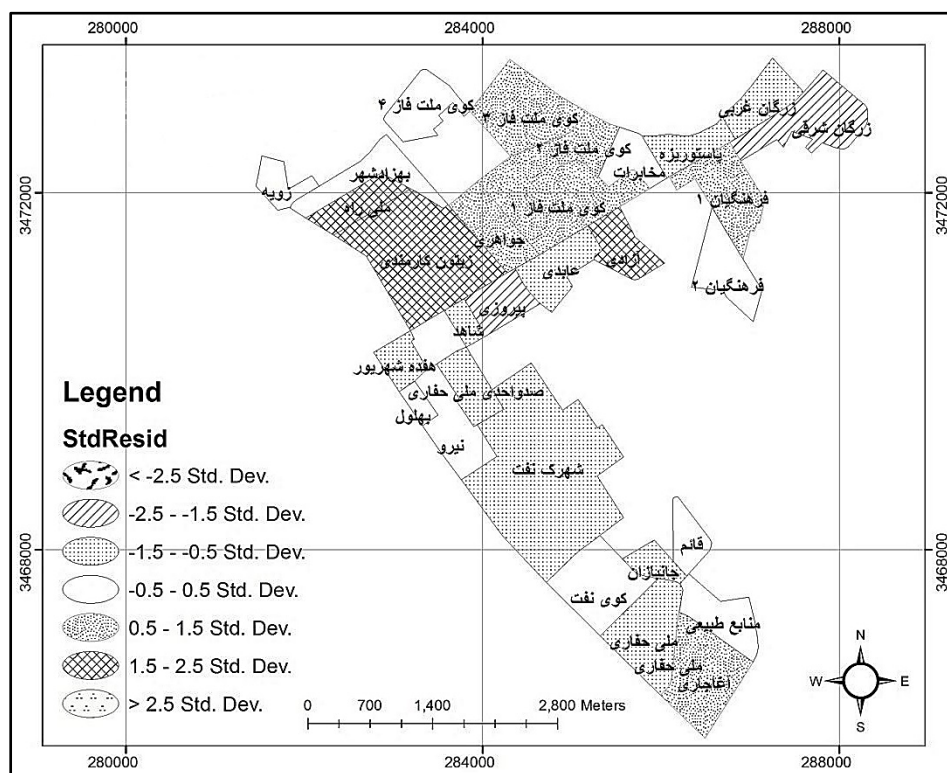 280000
284000
288000
کوی ملت فاز ۴
کوی ملت فاز ۳
زرگان غربی
زرگان شرقی
کوی ملت فاز ۲
پاستوریزه
مخابرات
بهزادشهر
زویه
ملی راه
کوی ملت فاز ۱
فرهنگیان ۱
3472000
3472000
جواهری
زیتون کارمندی
عابدی
آزادی
فرهنگیان ۲
پیروزی
شاهد
هفده شهریور
صدواحدی ملی حفاری
بهلول
نیرو
شهرک نفت
قائم
جانبازان
3468000
3468000
کوی نفت
منابع طبیعی
ملی حفاری
ملی حفاری
آغاجاری
Legend
StdResid
< -2.5 Std. Dev.
-2.5 - -1.5 Std. Dev.
-1.5 - -0.5 Std. Dev.
-0.5 - 0.5 Std. Dev.
0.5 - 1.5 Std. Dev.
1.5 - 2.5 Std. Dev.
> 2.5 Std. Dev.
0 700 1,400 2,800 Meters
N
W E
S
280000
284000
288000